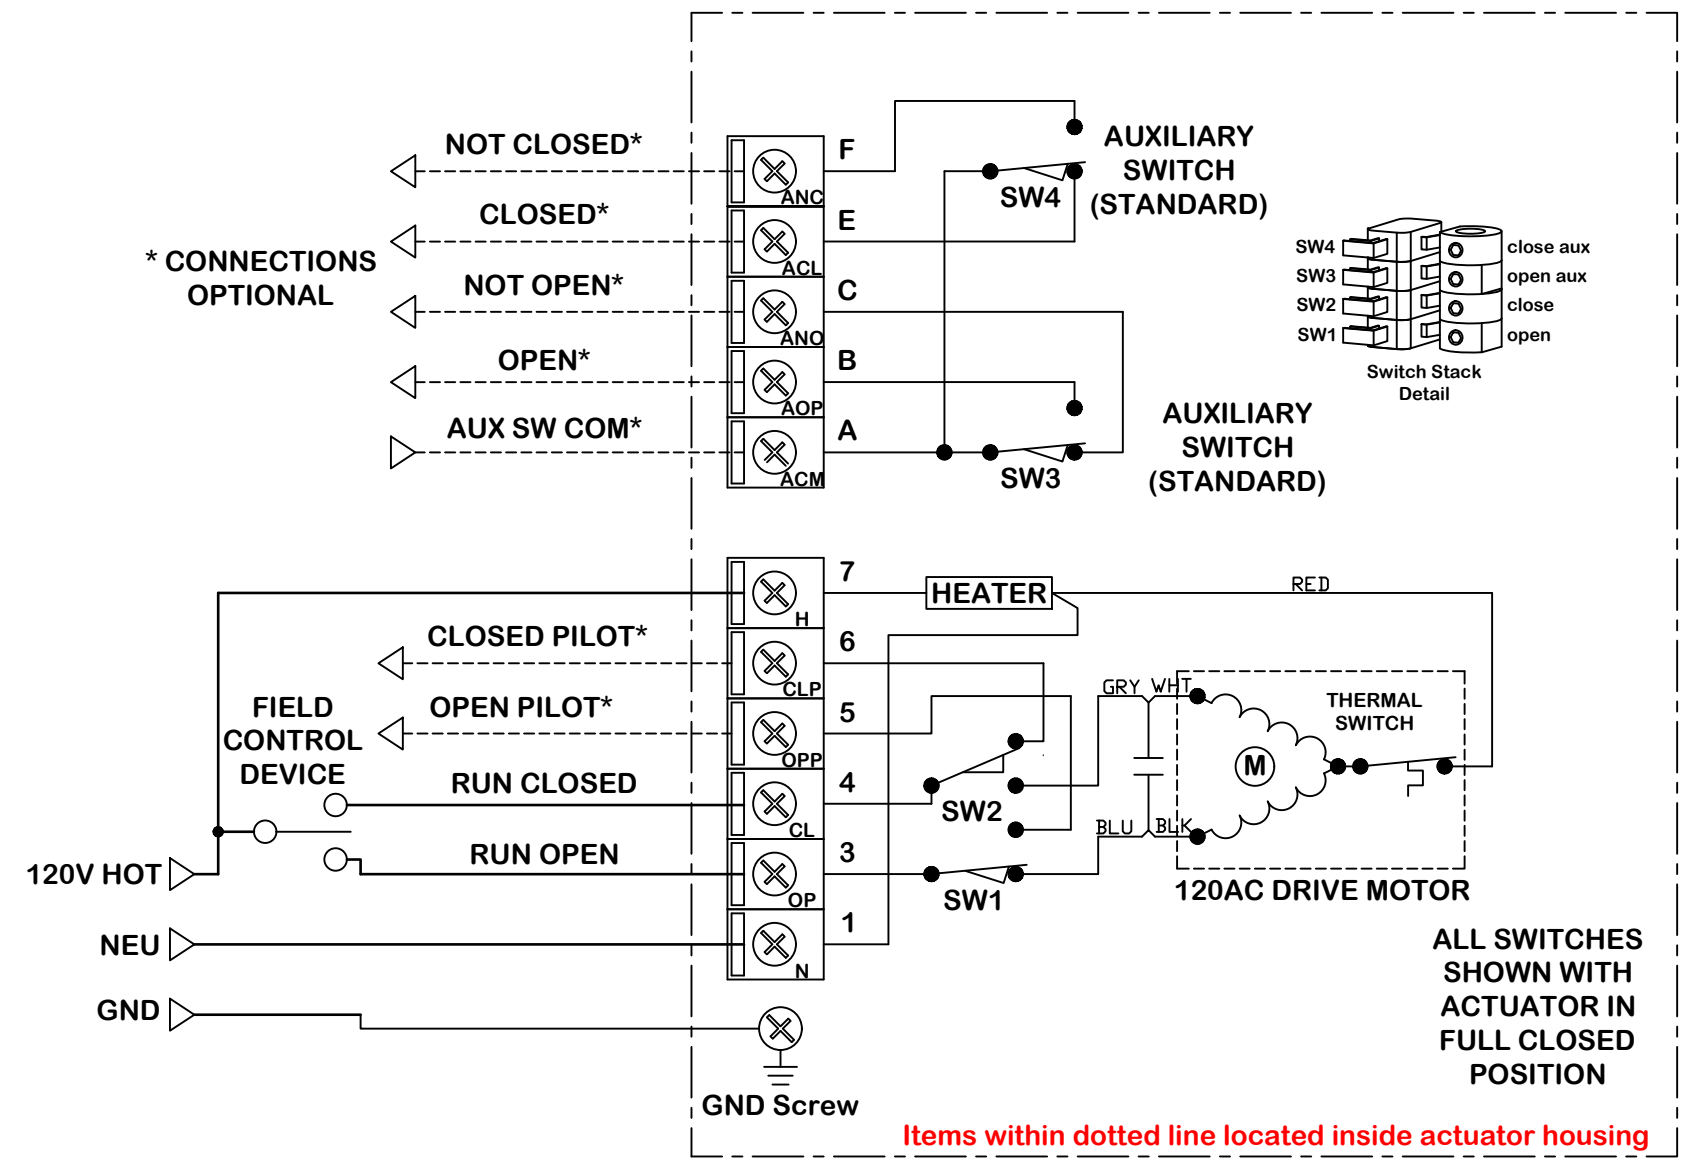 NOT CLOSED*
F
ANC
AUXILIARY
SWITCH
(STANDARD)
SW4
CLOSED*
E
ACL
* CONNECTIONS
OPTIONAL
NOT OPEN*
C
ANO
OPEN*
B
AOP
AUX SW COM*
A
ACM
SW3
AUXILIARY
SWITCH
(STANDARD)
SW4 close aux
SW3 open aux
SW2 close
SW1 open
Switch Stack
Detail
7
H
HEATER
RED
CLOSED PILOT*
6
CLP
OPEN PILOT*
5
OPP
FIELD
CONTROL
DEVICE
RUN CLOSED
4
CL
SW2
GRY WHT
THERMAL
SWITCH
M
BLU BLK
120V HOT
RUN OPEN
3
OP
SW1
120AC DRIVE MOTOR
NEU
1
N
GND
GND Screw
ALL SWITCHES
SHOWN WITH
ACTUATOR IN
FULL CLOSED
POSITION
Items within dotted line located inside actuator housing